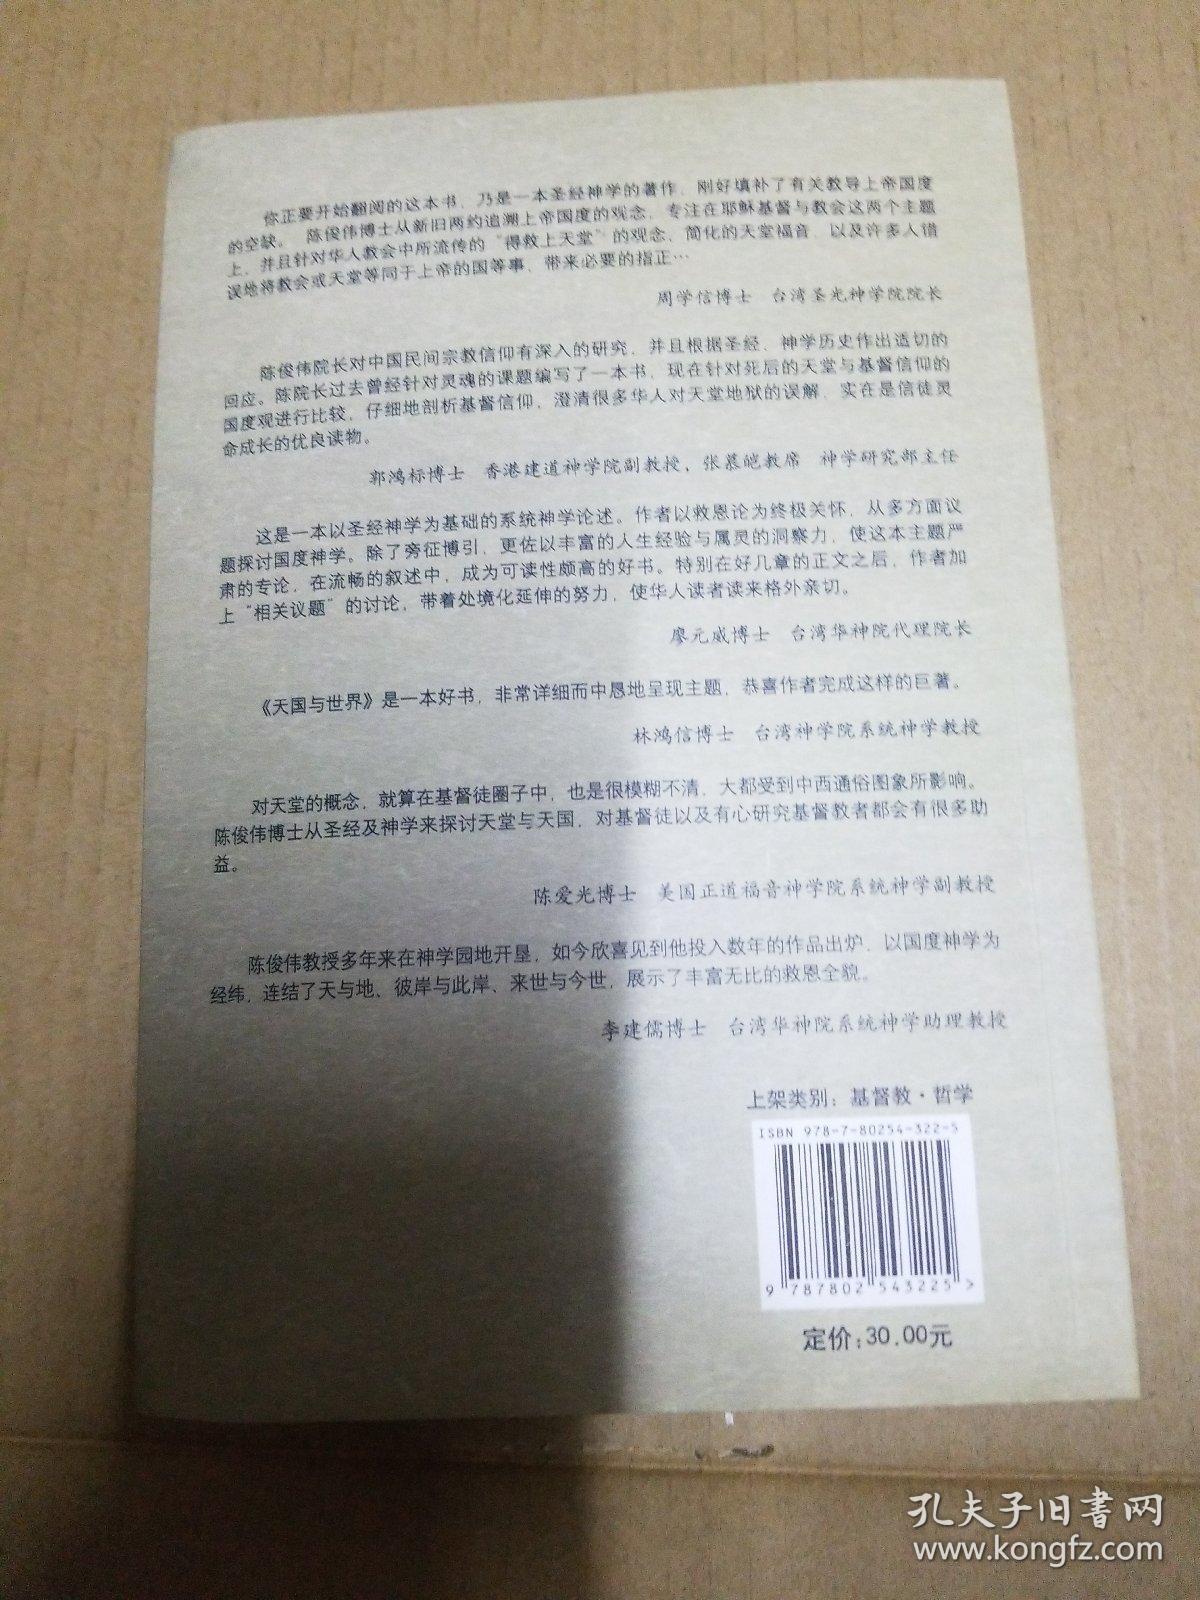 你正要开始翻阅的这本书，乃是一本圣经神学的著作，刚好填补了有关教导上帝国度
的空缺。 陈俊伟博士从新旧两约追溯上帝国度的观念，专注在耶稣基督与教会这两个主题
上，并且针对华人教会中所流传的“得救上天堂”的观念、简化的天堂福音，以及许多人错
误地将教会或天堂等同于上帝的国等事，带来必要的指正…
周学信博士 台湾圣光神学院院长
陈俊伟院长对中国民间宗教信仰有深入的研究，并且根据圣经、神学历史作出适切的
回应。陈院长过去曾经针对灵魂的课题编写了一本书，现在针对死后的天堂与基督信仰的
国度观进行比较，仔细地剖析基督信仰，澄清很多华人对天堂地狱的误解，实在是信徒灵
命成长的优良读物。
郭鸿标博士 香港建道神学院副教授，张慕皑教席 神学研究部主任
这是一本以圣经神学为基础的系统神学论述。作者以救恩论为终极关怀，从多方面议
题探讨国度神学。除了旁征博引，更佐以丰富的人生经验与属灵的洞察力，使这本主题严
肃的专论，在流畅的叙述中，成为可读性颇高的好书。特别在好几章的正文之后，作者加
上“相关议题”的讨论，带着处境化延伸的努力，使华人读者读来格外亲切。
廖元威博士 台湾华神院代理院长
《天国与世界》是一本好书，非常详细而中恳地呈现主题，恭喜作者完成这样的巨著。
林鸿信博士 台湾神学院系统神学教授
对天堂的概念，就算在基督徒圈子中，也是很模糊不清，大都受到中西通俗图象所影响。
陈俊伟博士从圣经及神学来探讨天堂与天国，对基督徒以及有心研究基督教者都会有很多助
益。
陈爱光博士 美国正道福音神学院系统神学副教授
陈俊伟教授多年来在神学园地开垦，如今欣喜见到他投入数年的作品出炉，以国度神学为
经纬，连结了天与地、彼岸与此岸、来世与今世，展示了丰富无比的救恩全貌。
李建儒博士 台湾华神院系统神学助理教授
上架类别：基督教·哲学
ISBN 978-7-80254-322-5
9 787802 543225 >
定价：30.00元
孔夫子旧书网
www.kongfz.com